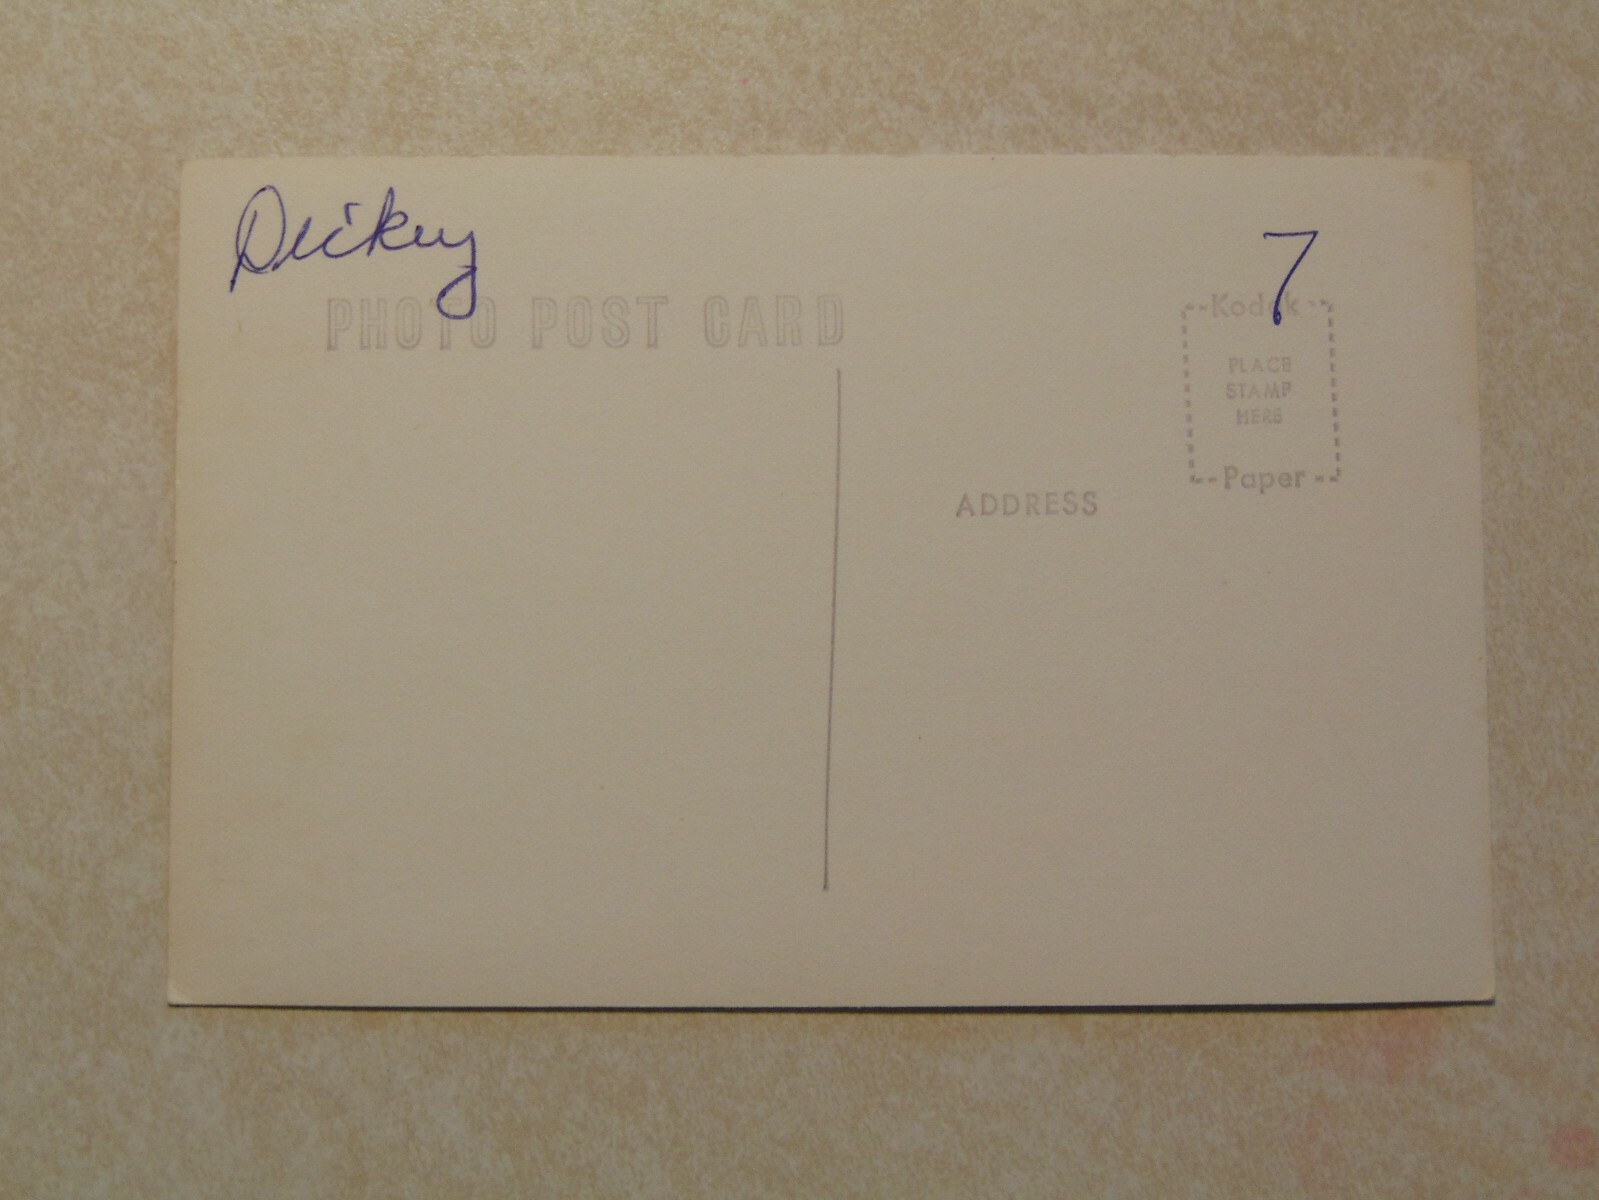 Dickey
7
PHOTO POST CARD
Kodak
PLACE
STAMP
HERE
Paper
ADDRESS